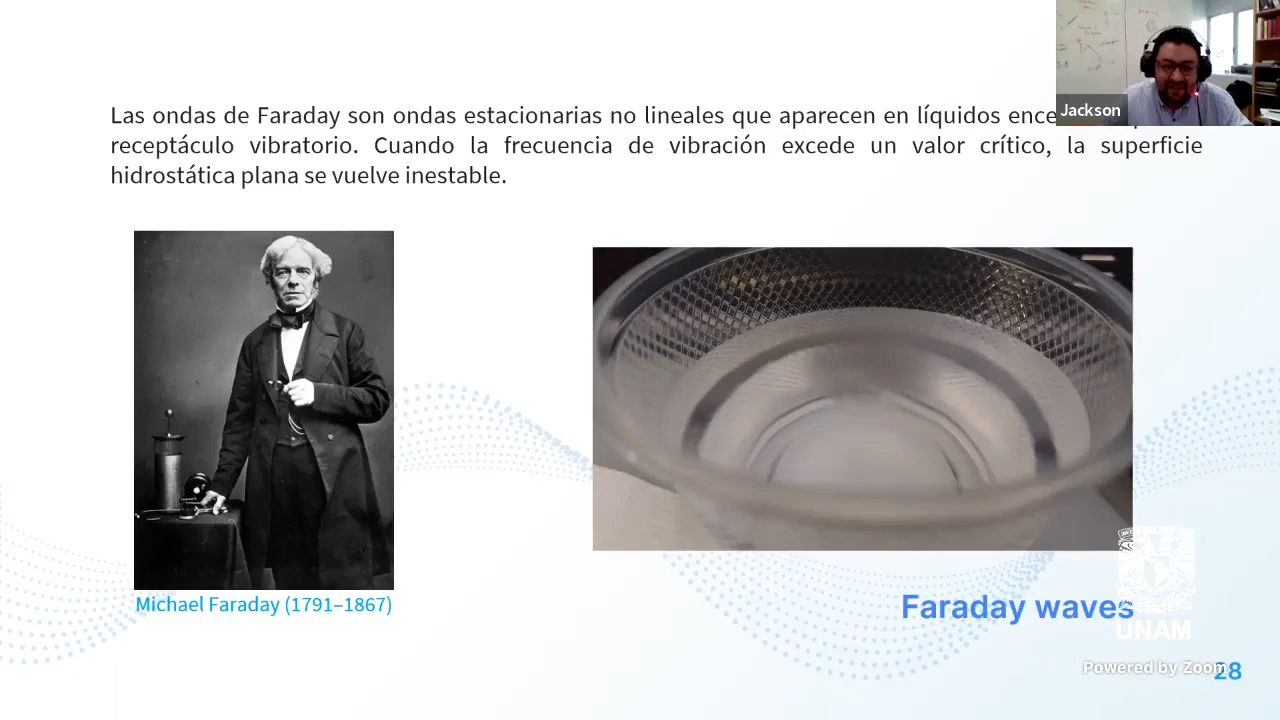 Las ondas de Faraday son ondas estacionarias no lineales que aparecen en líquidos
receptáculo vibratorio. Cuando la frecuencia de vibración excede un valor crítico, la superficie
hidrostática plana se vuelve inestable.
Jackson
Michael Faraday (1791–1867)
Faraday waves
UNAM
Powered by Zoom
28